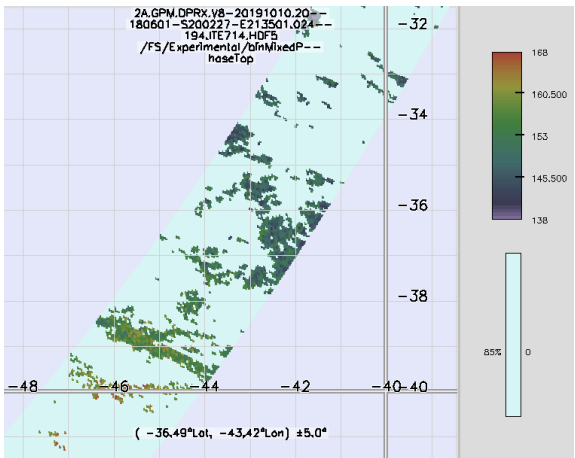 2A.GPM.DPRX.V8-20191010.20--
180601-S200227-E213501.024--
194.ITE714.HDF5
/FS/Experimental/binMixedP--
haseTop
-32
-34
-36
-38
-48 -46 -44 -42 -40 -40
( -36.49°Lat, -43.42°Lon) ±5.0°
168
160.500
153
145.500
138
85% 0